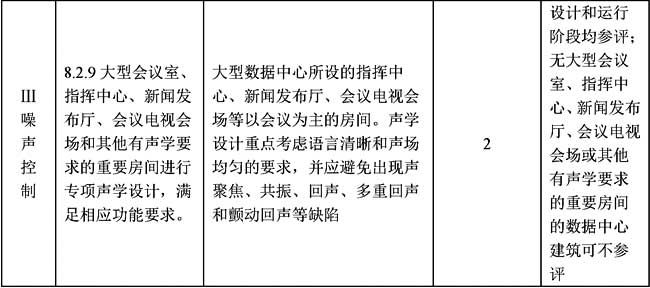 Ⅲ
噪
声
控
制
8.2.9 大型会议室、
指挥中心、新闻发
布厅、会议电视会
场和其他有声学要
求的重要房间进行
专项声学设计，满
足相应功能要求。
大型数据中心所设的指挥中
心、新闻发布厅、会议电视会
场等以会议为主的房间。声学
设计重点考虑语言清晰和声场
均匀的要求，并应避免出现声
聚焦、共振、回声、多重回声
和颤动回声等缺陷
2
设计和运行
阶段均参评；
无大型会议
室、指挥中
心、新闻发布
厅、会议电视
会场或其他
有声学要求
的重要房间
的数据中心
建筑可不参
评